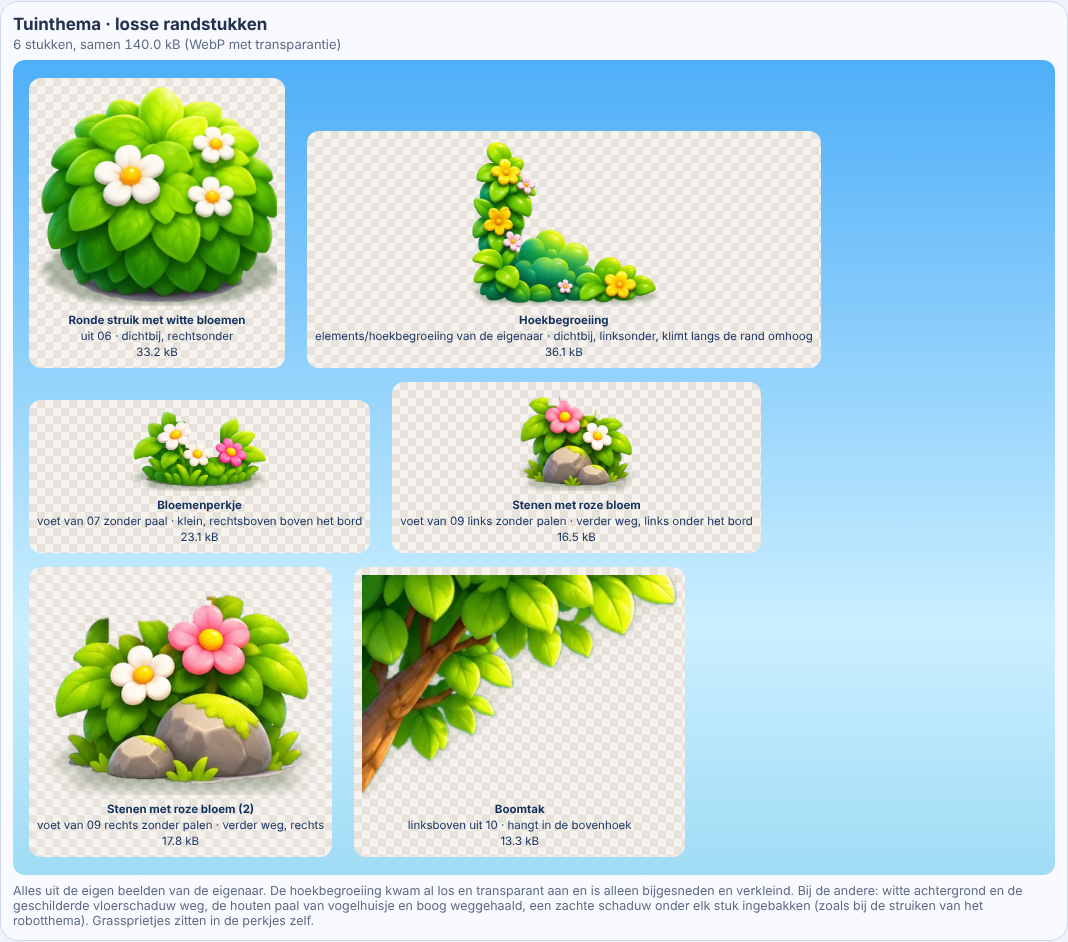 Tuinthema · losse randstukken
6 stukken, samen 140.0 kB (WebP met transparantie)
Ronde struik met witte bloemen
uit 06 · dichtbij, rechtsonder
33.2 kB
Hoekbegroeiing
elements/hoekbegroeiing van de eigenaar · dichtbij, linksonder, klimt langs de rand omhoog
36.1 kB
Bloemenperkje
voet van 07 zonder paal · klein, rechtsboven boven het bord
23.1 kB
Stenen met roze bloem
voet van 09 links zonder palen · verder weg, links onder het bord
16.5 kB
Stenen met roze bloem (2)
voet van 09 rechts zonder palen · verder weg, rechts
17.8 kB
Boomtak
linksboven uit 10 · hangt in de bovenhoek
13.3 kB
Alles uit de eigen beelden van de eigenaar. De hoekbegroeiing kwam al los en transparant aan en is alleen bijgesneden en verkleind. Bij de andere: witte achtergrond en de
geschilderde vloerschaduw weg, de houten paal van vogelhuisje en boog weggehaald, een zachte schaduw onder elk stuk ingebakken (zoals bij de struiken van het
robotthema). Grassprietjes zitten in de perkjes zelf.